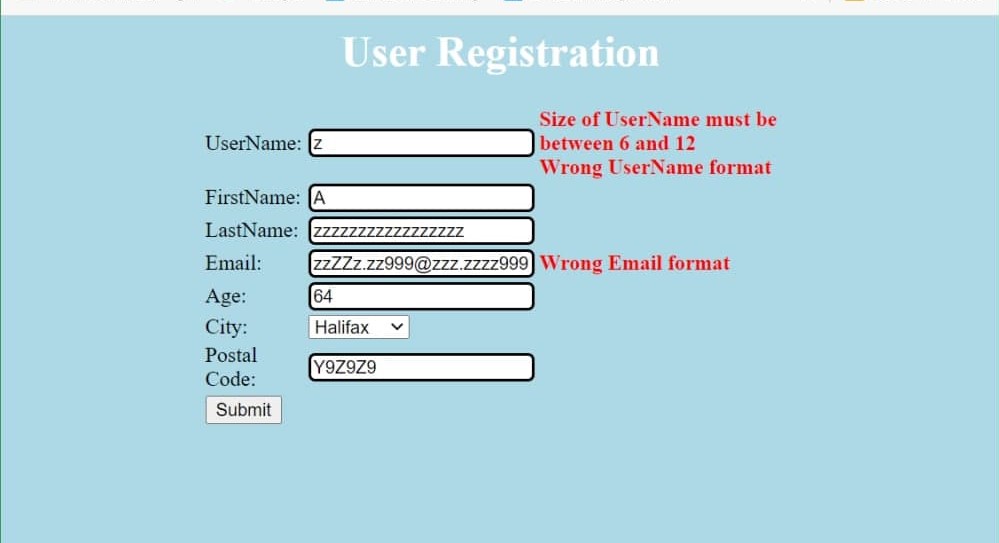 User Registration
Size of UserName must be
UserName: z between 6 and 12
Wrong UserName format
FirstName: A
LastName: zzzzzzzzzzzzzzzzz
Email: zzZZz.zz999@zzz.zzzz999 Wrong Email format
Age: 64
City: Halifax
Postal
Code: Y9Z9Z9
Submit